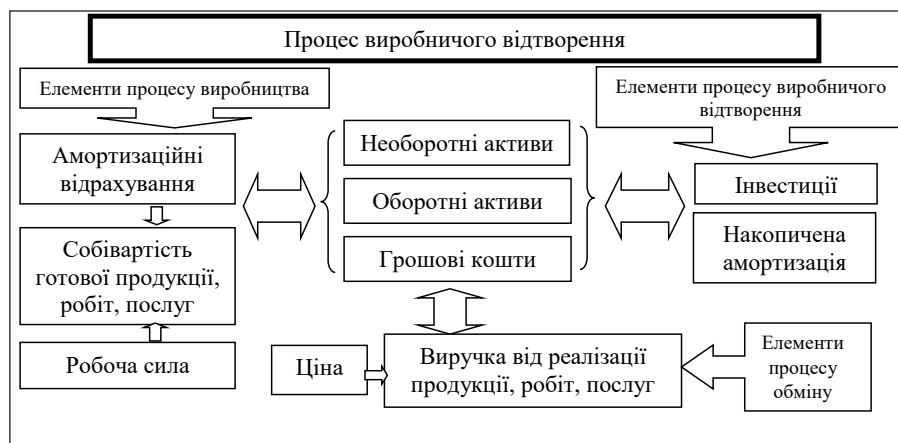 Процес виробничого відтворення
Елементи процесу виробництва
Елементи процесу виробничого
відтворення
Амортизаційні
відрахування
Собівартість
готової продукції,
робіт, послуг
Робоча сила
Необоротні активи
Оборотні активи
Грошові кошти
Інвестиції
Накопичена
амортизація
Ціна
Виручка від реалізації
продукції, робіт, послуг
Елементи
процесу
обміну